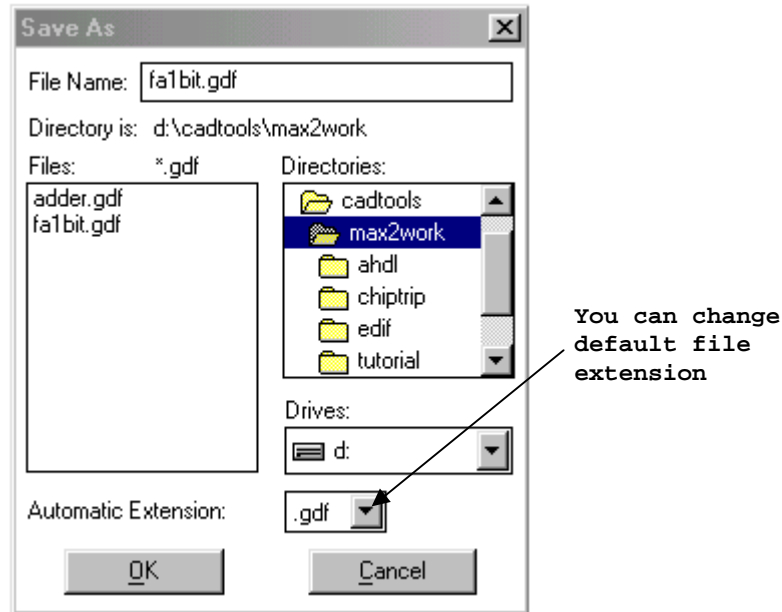 Save As
File Name: fa1bit.gdf
Directory is: d:\cadtools\max2work
Files: *.gdf
adder.gdf
fa1bit.gdf
Directories:
cadtools
max2work
ahdl
chiptrip
edif
tutorial
Drives:
d:
Automatic Extension: .gdf
OK Cancel
You can change
default file
extension